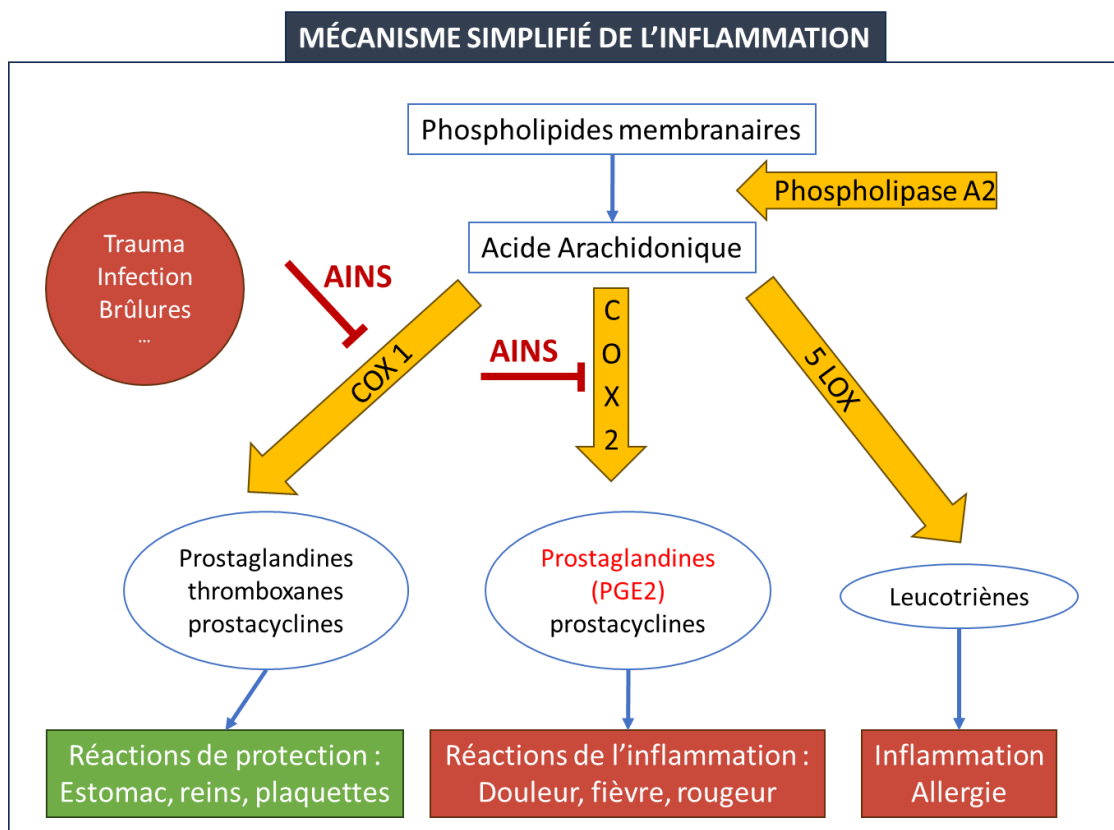 MÉCANISME SIMPLIFIÉ DE L’INFLAMMATION
Phospholipides membranaires
Phospholipase A2
Acide Arachidonique
Trauma
Infection
Brûlures
...
AINS
AINS
COX 1
COX2
5 LOX
Prostaglandines
thromboxanes
prostacyclines
Prostaglandines
(PGE2)
prostacyclines
Leucotriènes
Réactions de protection :
Estomac, reins, plaquettes
Réactions de l’inflammation :
Douleur, fièvre, rougeur
Inflammation
Allergie